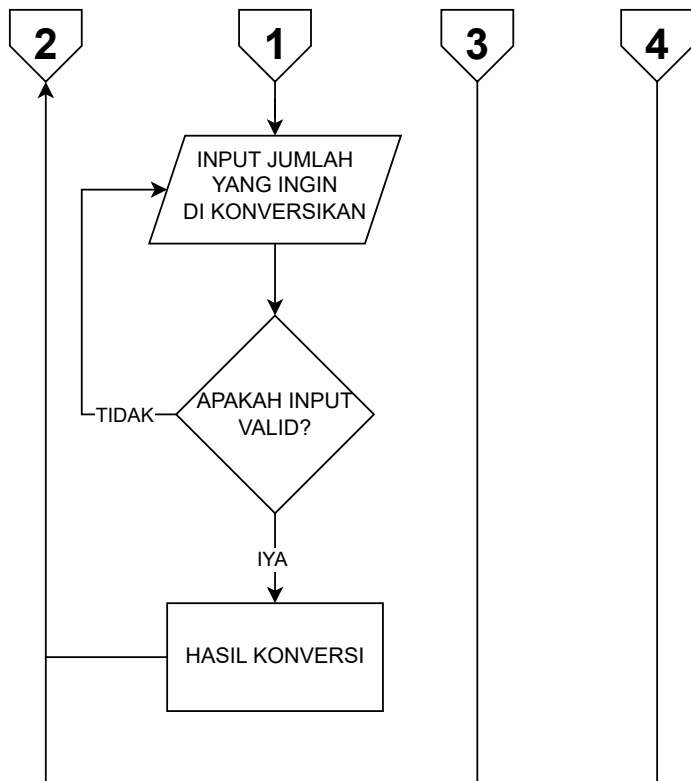 2
1
3
4
INPUT JUMLAH
YANG INGIN
DI KONVERSIKAN
APAKAH INPUT
VALID?
TIDAK
IYA
HASIL KONVERSI